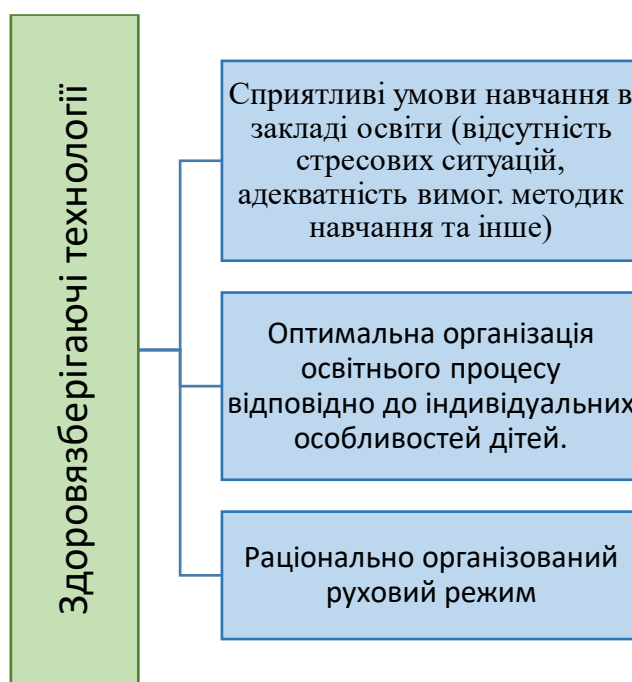 Здоровязберігаючі технології
Сприятливі умови навчання в
закладі освіти (відсутність
стресових ситуацій,
адекватність вимог. методик
навчання та інше)
Оптимальна організація
освітнього процесу
відповідно до індивідуальних
особливостей дітей.
Раціонально організований
руховий режим